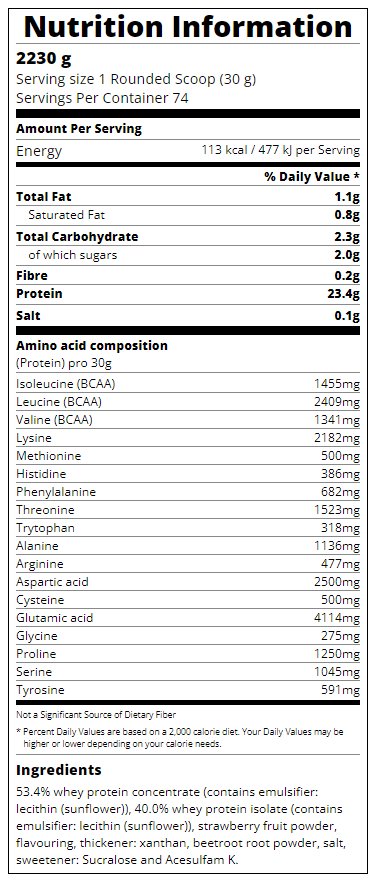 Nutrition Information
2230 g
Serving size 1 Rounded Scoop (30 g)
Servings Per Container 74
Amount Per Serving
Energy 113 kcal / 477 kJ per Serving
% Daily Value *
Total Fat 1.1g
Saturated Fat 0.8g
Total Carbohydrate 2.3g
of which sugars 2.0g
Fibre 0.2g
Protein 23.4g
Salt 0.1g
Amino acid composition
(Protein) pro 30g
Isoleucine (BCAA) 1455mg
Leucine (BCAA) 2409mg
Valine (BCAA) 1341mg
Lysine 2182mg
Methionine 500mg
Histidine 386mg
Phenylalanine 682mg
Threonine 1523mg
Trytophan 318mg
Alanine 1136mg
Arginine 477mg
Aspartic acid 2500mg
Cysteine 500mg
Glutamic acid 4114mg
Glycine 275mg
Proline 1250mg
Serine 1045mg
Tyrosine 591mg
Not a Significant Source of Dietary Fiber
* Percent Daily Values are based on a 2,000 calorie diet. Your Daily Values may be
higher or lower depending on your calorie needs.
Ingredients
53.4% whey protein concentrate (contains emulsifier:
lecithin (sunflower)), 40.0% whey protein isolate (contains
emulsifier: lecithin (sunflower)), strawberry fruit powder,
flavouring, thickener: xanthan, beetroot root powder, salt,
sweetener: Sucralose and Acesulfam K.